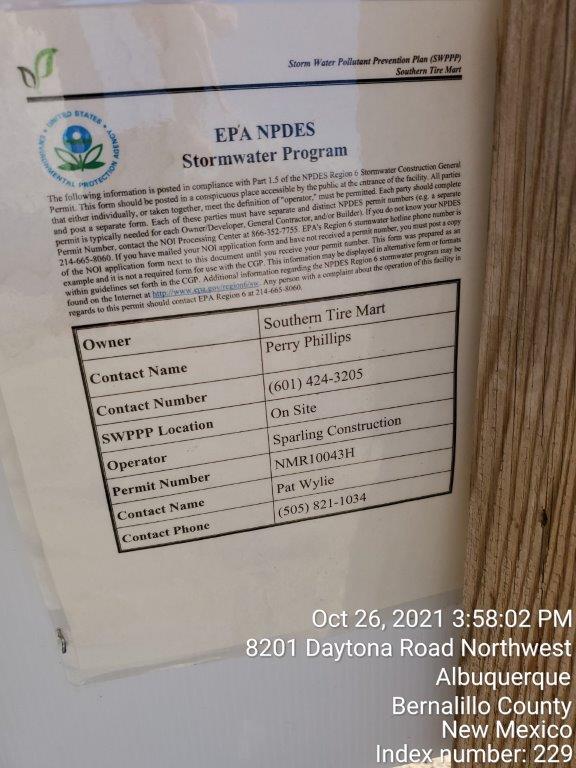 Storm Water Pollutant Prevention Plan (SWPPP)
Southern Tire Mart
UNITED STATES
ENVIRONMENTAL PROTECTION AGENCY
EPA NPDES
Stormwater Program
The following information is posted in compliance with Part 1.5 of the NPDES Region 6 Stormwater Construction General
Permit. This form should be posted in a conspicuous place accessible by the public at the entrance of the facility. All parties
that either individually, or taken together, meet the definition of "operator," must be permitted. Each party should complete
and post a separate form. Each of these parties must have separate and distinct NPDES permit numbers (e.g. a separate
permit is typically needed for each Owner/Developer, General Contractor, and/or Builder). If you do not know your NPDES
Permit Number, contact the NOI Processing Center at 866-352-7755. EPA's Region 6 stormwater hotline phone number is
214-665-8060. If you have mailed your NOI application form and have not received a permit number, you must post a copy
of the NOI application form next to this document until you receive your permit number. This form was prepared as an
example and it is not a required form for use with the CGP. This information may be displayed in alternative form or formats
within guidelines set forth in the CGP. Additional information regarding the NPDES Region 6 stormwater program may be
found on the Internet at http://www.epa.gov/region6/sw. Any person with a complaint about the operation of this facility in
regards to this permit should contact EPA Region 6 at 214-665-8060.
Owner Southern Tire Mart
Contact Name Perry Phillips
Contact Number (601) 424-3205
SWPPP Location On Site
Operator Sparling Construction
Permit Number NMR10043H
Contact Name Pat Wylie
Contact Phone (505) 821-1034
Oct 26, 2021 3:58:02 PM
8201 Daytona Road Northwest
Albuquerque
Bernalillo County
New Mexico
Index number: 229